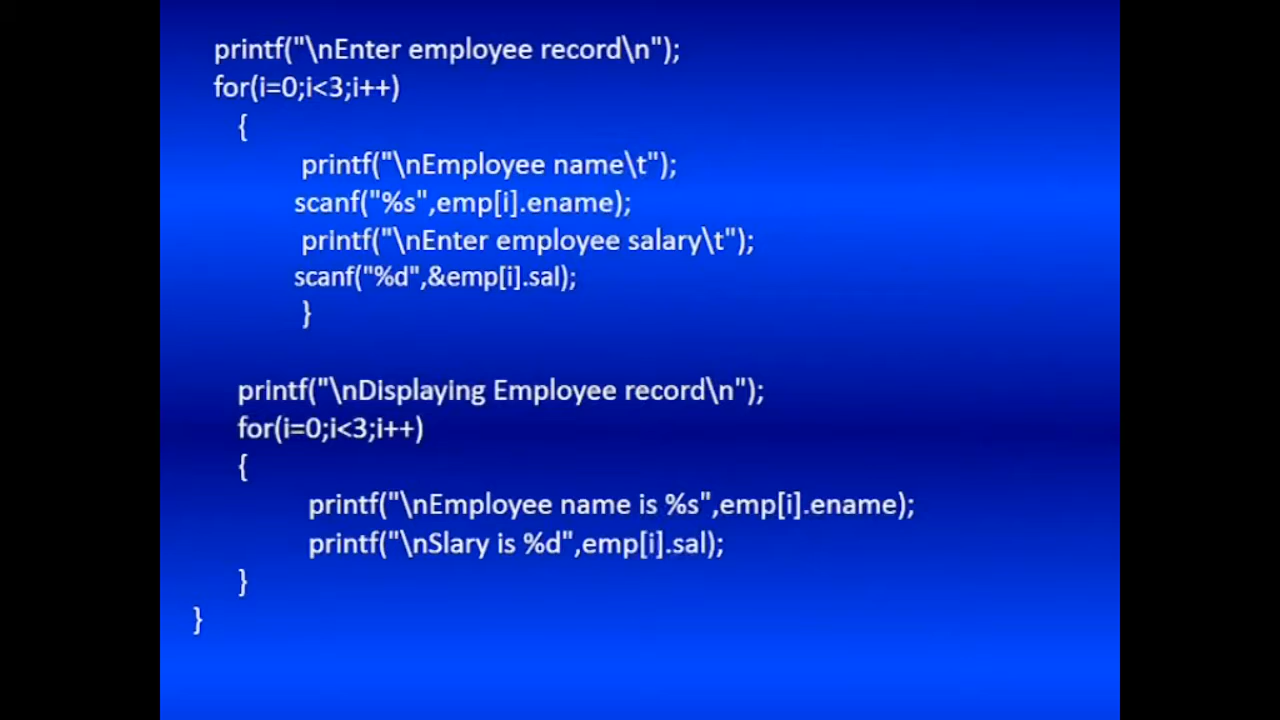 printf("\nEnter employee record\n");
for(i=0;i<3;i++)
{
printf("\nEmployee name\t");
scanf("%s",emp[i].ename);
printf("\nEnter employee salary\t");
scanf("%d",&emp[i].sal);
}
printf("\nDisplaying Employee record\n");
for(i=0;i<3;i++)
{
printf("\nEmployee name is %s",emp[i].ename);
printf("\nSlary is %d",emp[i].sal);
}
}